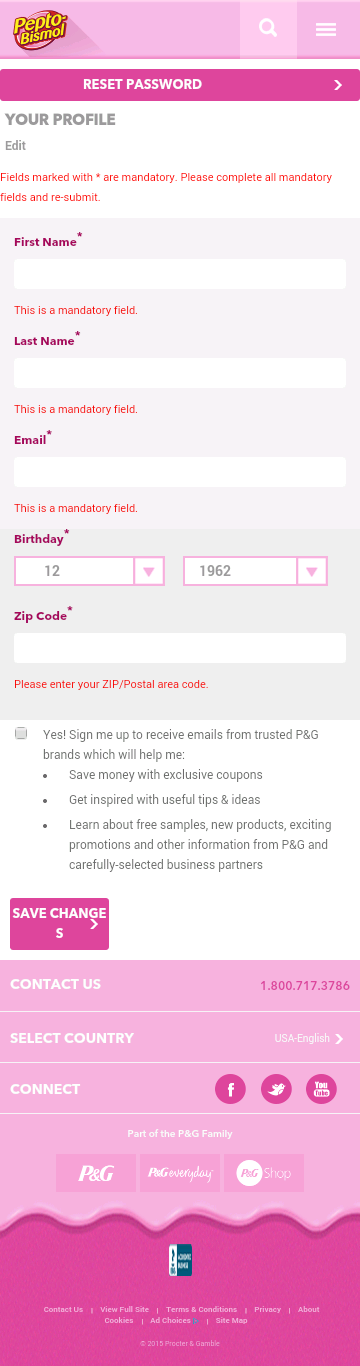 Pepto-
Bismol
RESET PASSWORD
YOUR PROFILE
Edit
Fields marked with * are mandatory. Please complete all mandatory
fields and re-submit.
First Name*
This is a mandatory field.
Last Name*
This is a mandatory field.
Email*
This is a mandatory field.
Birthday*
12 1962
Zip Code*
Please enter your ZIP/Postal area code.
Yes! Sign me up to receive emails from trusted P&G
brands which will help me:
• Save money with exclusive coupons
• Get inspired with useful tips & ideas
• Learn about free samples, new products, exciting
promotions and other information from P&G and
carefully-selected business partners
SAVE CHANGE
S
CONTACT US 1.800.717.3786
SELECT COUNTRY USA-English
CONNECT f You Tube
Part of the P&G Family
P&G P&G everyday P&G Shop
Contact Us | View Full Site | Terms & Conditions | Privacy | About
Cookies | Ad Choices | Site Map
© 2015 Procter & Gamble